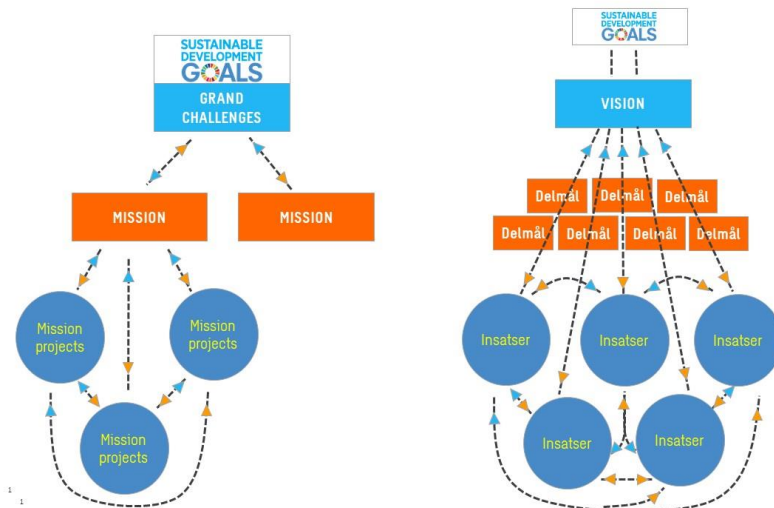 SUSTAINABLE
DEVELOPMENT
GOALS
GRAND
CHALLENGES
MISSION
MISSION
Mission
projects
Mission
projects
Mission
projects
1
1
SUSTAINABLE
DEVELOPMENT
GOALS
VISION
Delmål
Delmål
Delmål
Delmål
Delmål
Delmål
Delmål
Insatser
Insatser
Insatser
Insatser
Insatser